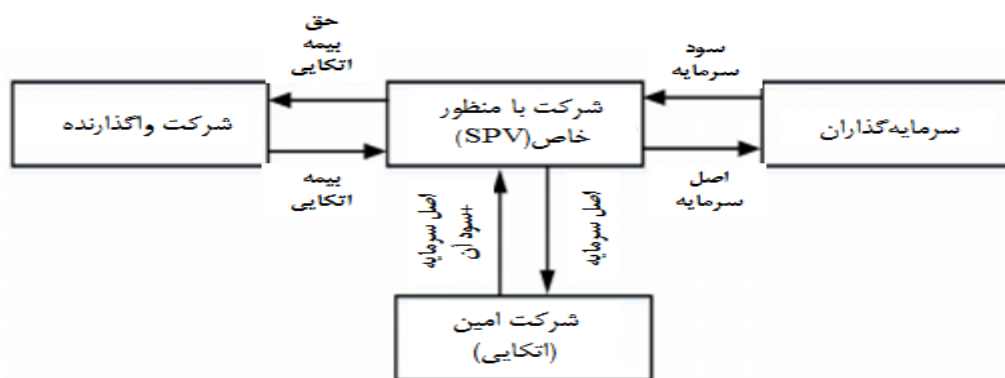 حق
بیمه
اتکایی
سود
سرمایه
سرمایه‌گذاران
شرکت با منظور
خاص(SPV)
شرکت واگذارنده
اصل
سرمایه
بیمه
اتکایی
اصل سرمایه
+سود آن
اصل سرمایه
شرکت امین
(اتکایی)